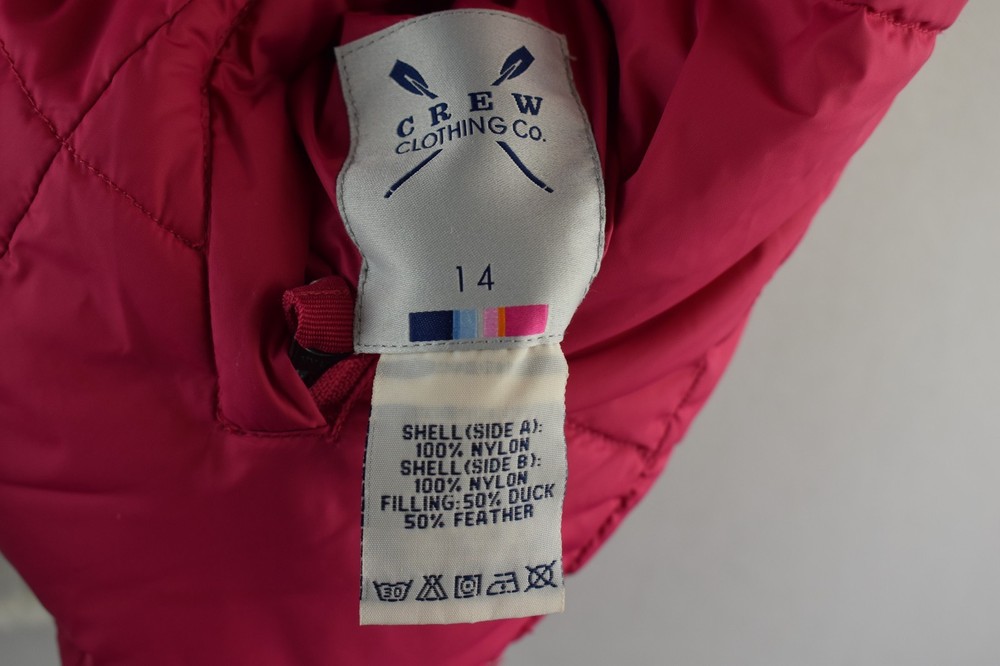 CREW
CLOTHING Co.
14
SHELL(SIDE A):
100% NYLON
SHELL(SIDE B):
100% NYLON
FILLING:50% DUCK
50% FEATHER
30